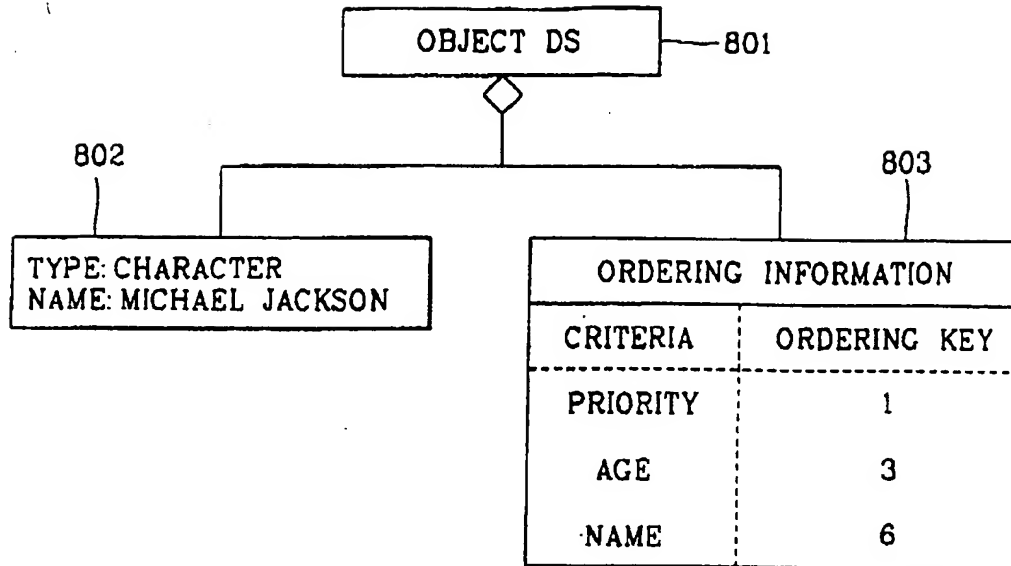 OBJECT DS
801
802
803
TYPE: CHARACTER
NAME: MICHAEL JACKSON
ORDERING INFORMATION
CRITERIA ORDERING KEY
PRIORITY 1
AGE 3
NAME 6